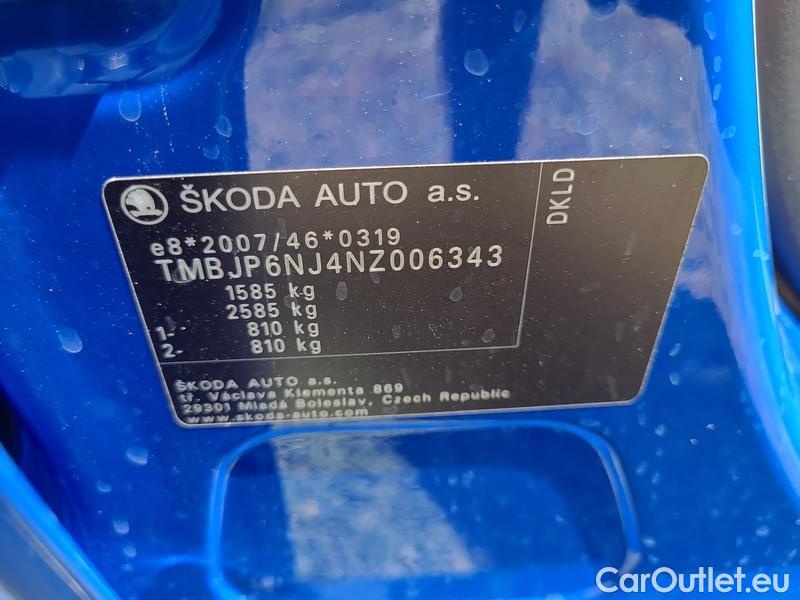 ŠKODA AUTO a.s.
e8*2007/46*0319
TMBJP6NJ4NZ006343
1585 kg
2585 kg
1- 810 kg
2- 810 kg
DKLD
ŠKODA AUTO a.s.
tř. Václava Klementa 869
29301 Mladá Boleslav, Czech Republic
www.skoda-auto.com
CarOutlet.eu